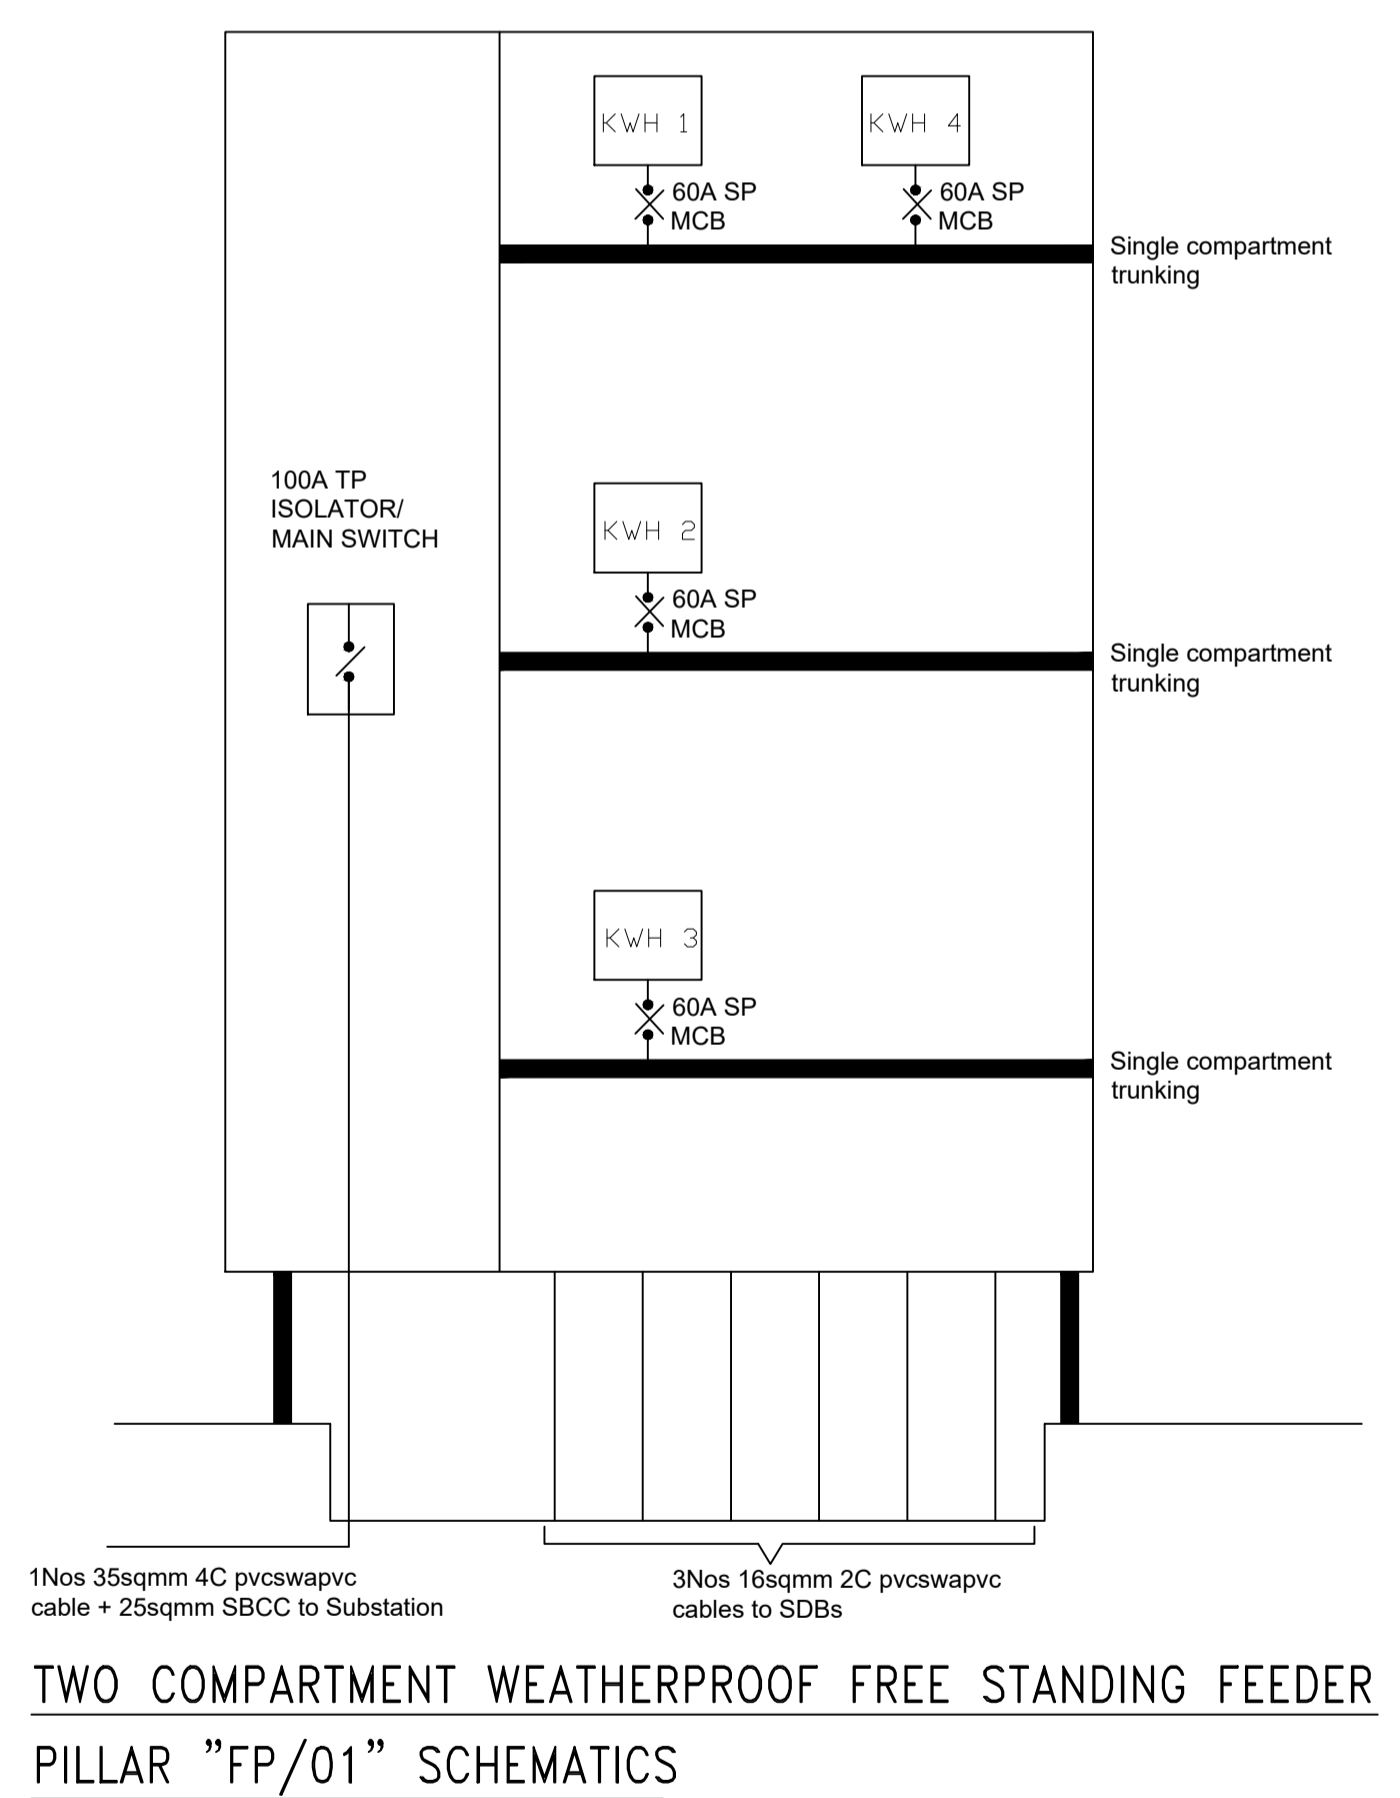 KWH 1
KWH 4
60A SP
MCB
60A SP
MCB
Single compartment
trunking
100A TP
ISOLATOR/
MAIN SWITCH
KWH 2
60A SP
MCB
Single compartment
trunking
KWH 3
60A SP
MCB
Single compartment
trunking
1Nos 35sqmm 4C pvcswapvc
cable + 25sqmm SBCC to Substation
3Nos 16sqmm 2C pvcswapvc
cables to SDBs
TWO COMPARTMENT WEATHERPROOF FREE STANDING FEEDER
PILLAR ”FP/01” SCHEMATICS